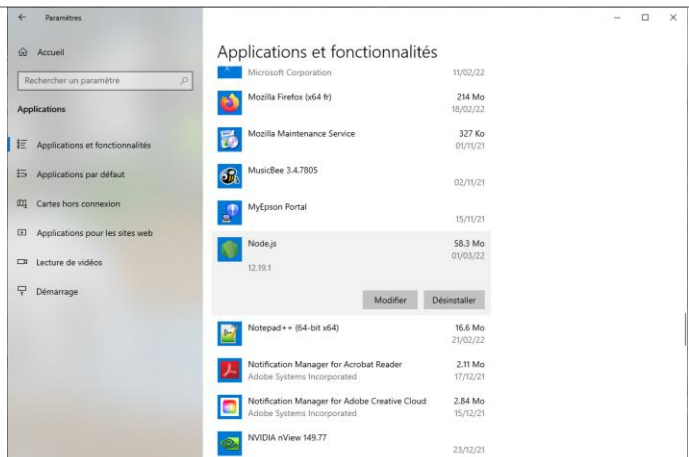 Paramètres
Accueil
Rechercher un paramètre
Applications
Applications et fonctionnalités
Applications par défaut
Cartes hors connexion
Applications pour les sites web
Lecture de vidéos
Démarrage
Applications et fonctionnalités
Microsoft Corporation 11/02/22
Mozilla Firefox (x64 fr) 214 Mo
18/02/22
Mozilla Maintenance Service 327 Ko
01/11/21
MusicBee 3.4.7805
02/11/21
MyEpson Portal
15/11/21
Node.js 58.3 Mo
01/03/22
12.19.1
Modifier Désinstaller
Notepad++ (64-bit x64) 16.6 Mo
21/02/22
Notification Manager for Acrobat Reader 2.11 Mo
Adobe Systems Incorporated 17/12/21
Notification Manager for Adobe Creative Cloud 2.84 Mo
Adobe Systems Incorporated 15/12/21
NVIDIA nView 149.77
23/12/21